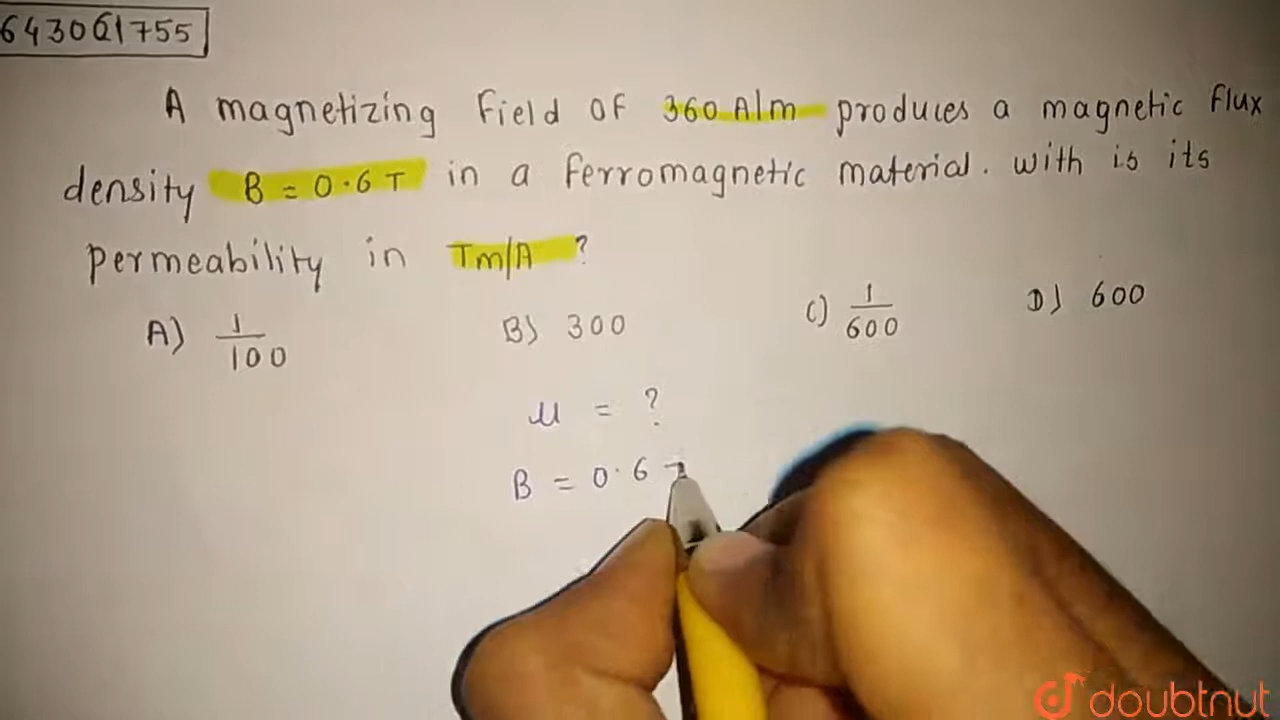 643061755
A magnetizing field of 360 A/m produces a magnetic flux
density B = 0.6 T in a ferromagnetic material. with is its
permeability in Tm/A ?
A) 1/100 B) 300 C) 1/600 D) 600
μ = ?
B = 0.6 T
doubtnut